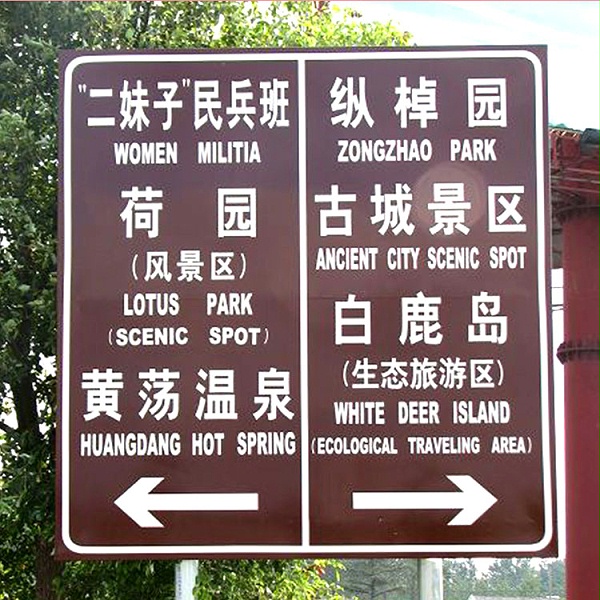 "二妹子"民兵班
WOMEN MILITIA
荷 园
(风景区)
LOTUS PARK
(SCENIC SPOT)
黄荡温泉
HUANGDANG HOT SPRING
纵棹园
ZONGZHAO PARK
古城景区
ANCIENT CITY SCENIC SPOT
白鹿岛
(生态旅游区)
WHITE DEER ISLAND
(ECOLOGICAL TRAVELING AREA)